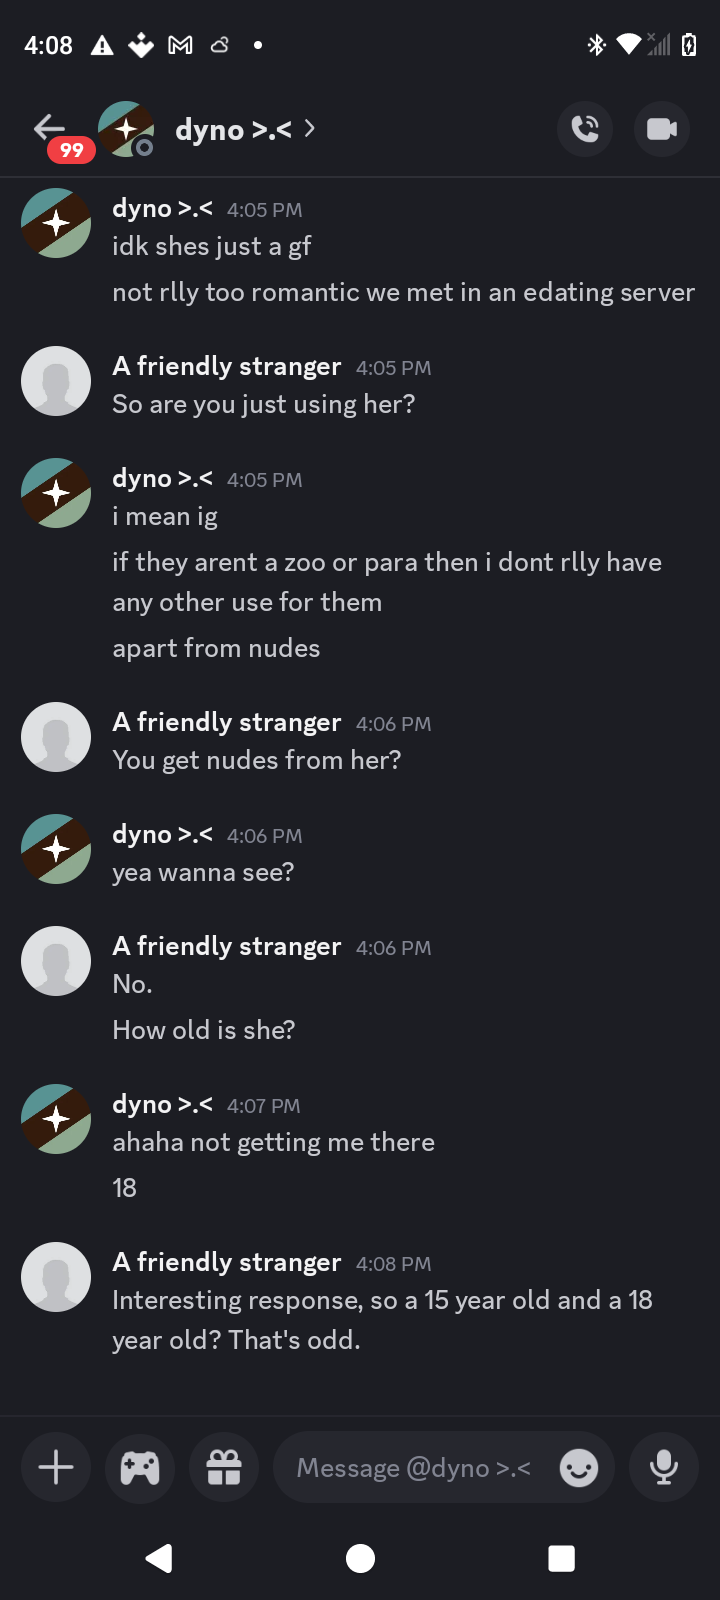 4:08
99
dyno >.<
dyno >.< 4:05 PM
idk shes just a gf
not rlly too romantic we met in an edating server
A friendly stranger 4:05 PM
So are you just using her?
dyno >.< 4:05 PM
i mean ig
if they arent a zoo or para then i dont rlly have
any other use for them
apart from nudes
A friendly stranger 4:06 PM
You get nudes from her?
dyno >.< 4:06 PM
yea wanna see?
A friendly stranger 4:06 PM
No.
How old is she?
dyno >.< 4:07 PM
ahaha not getting me there
18
A friendly stranger 4:08 PM
Interesting response, so a 15 year old and a 18
year old? That's odd.
Message @dyno >.<